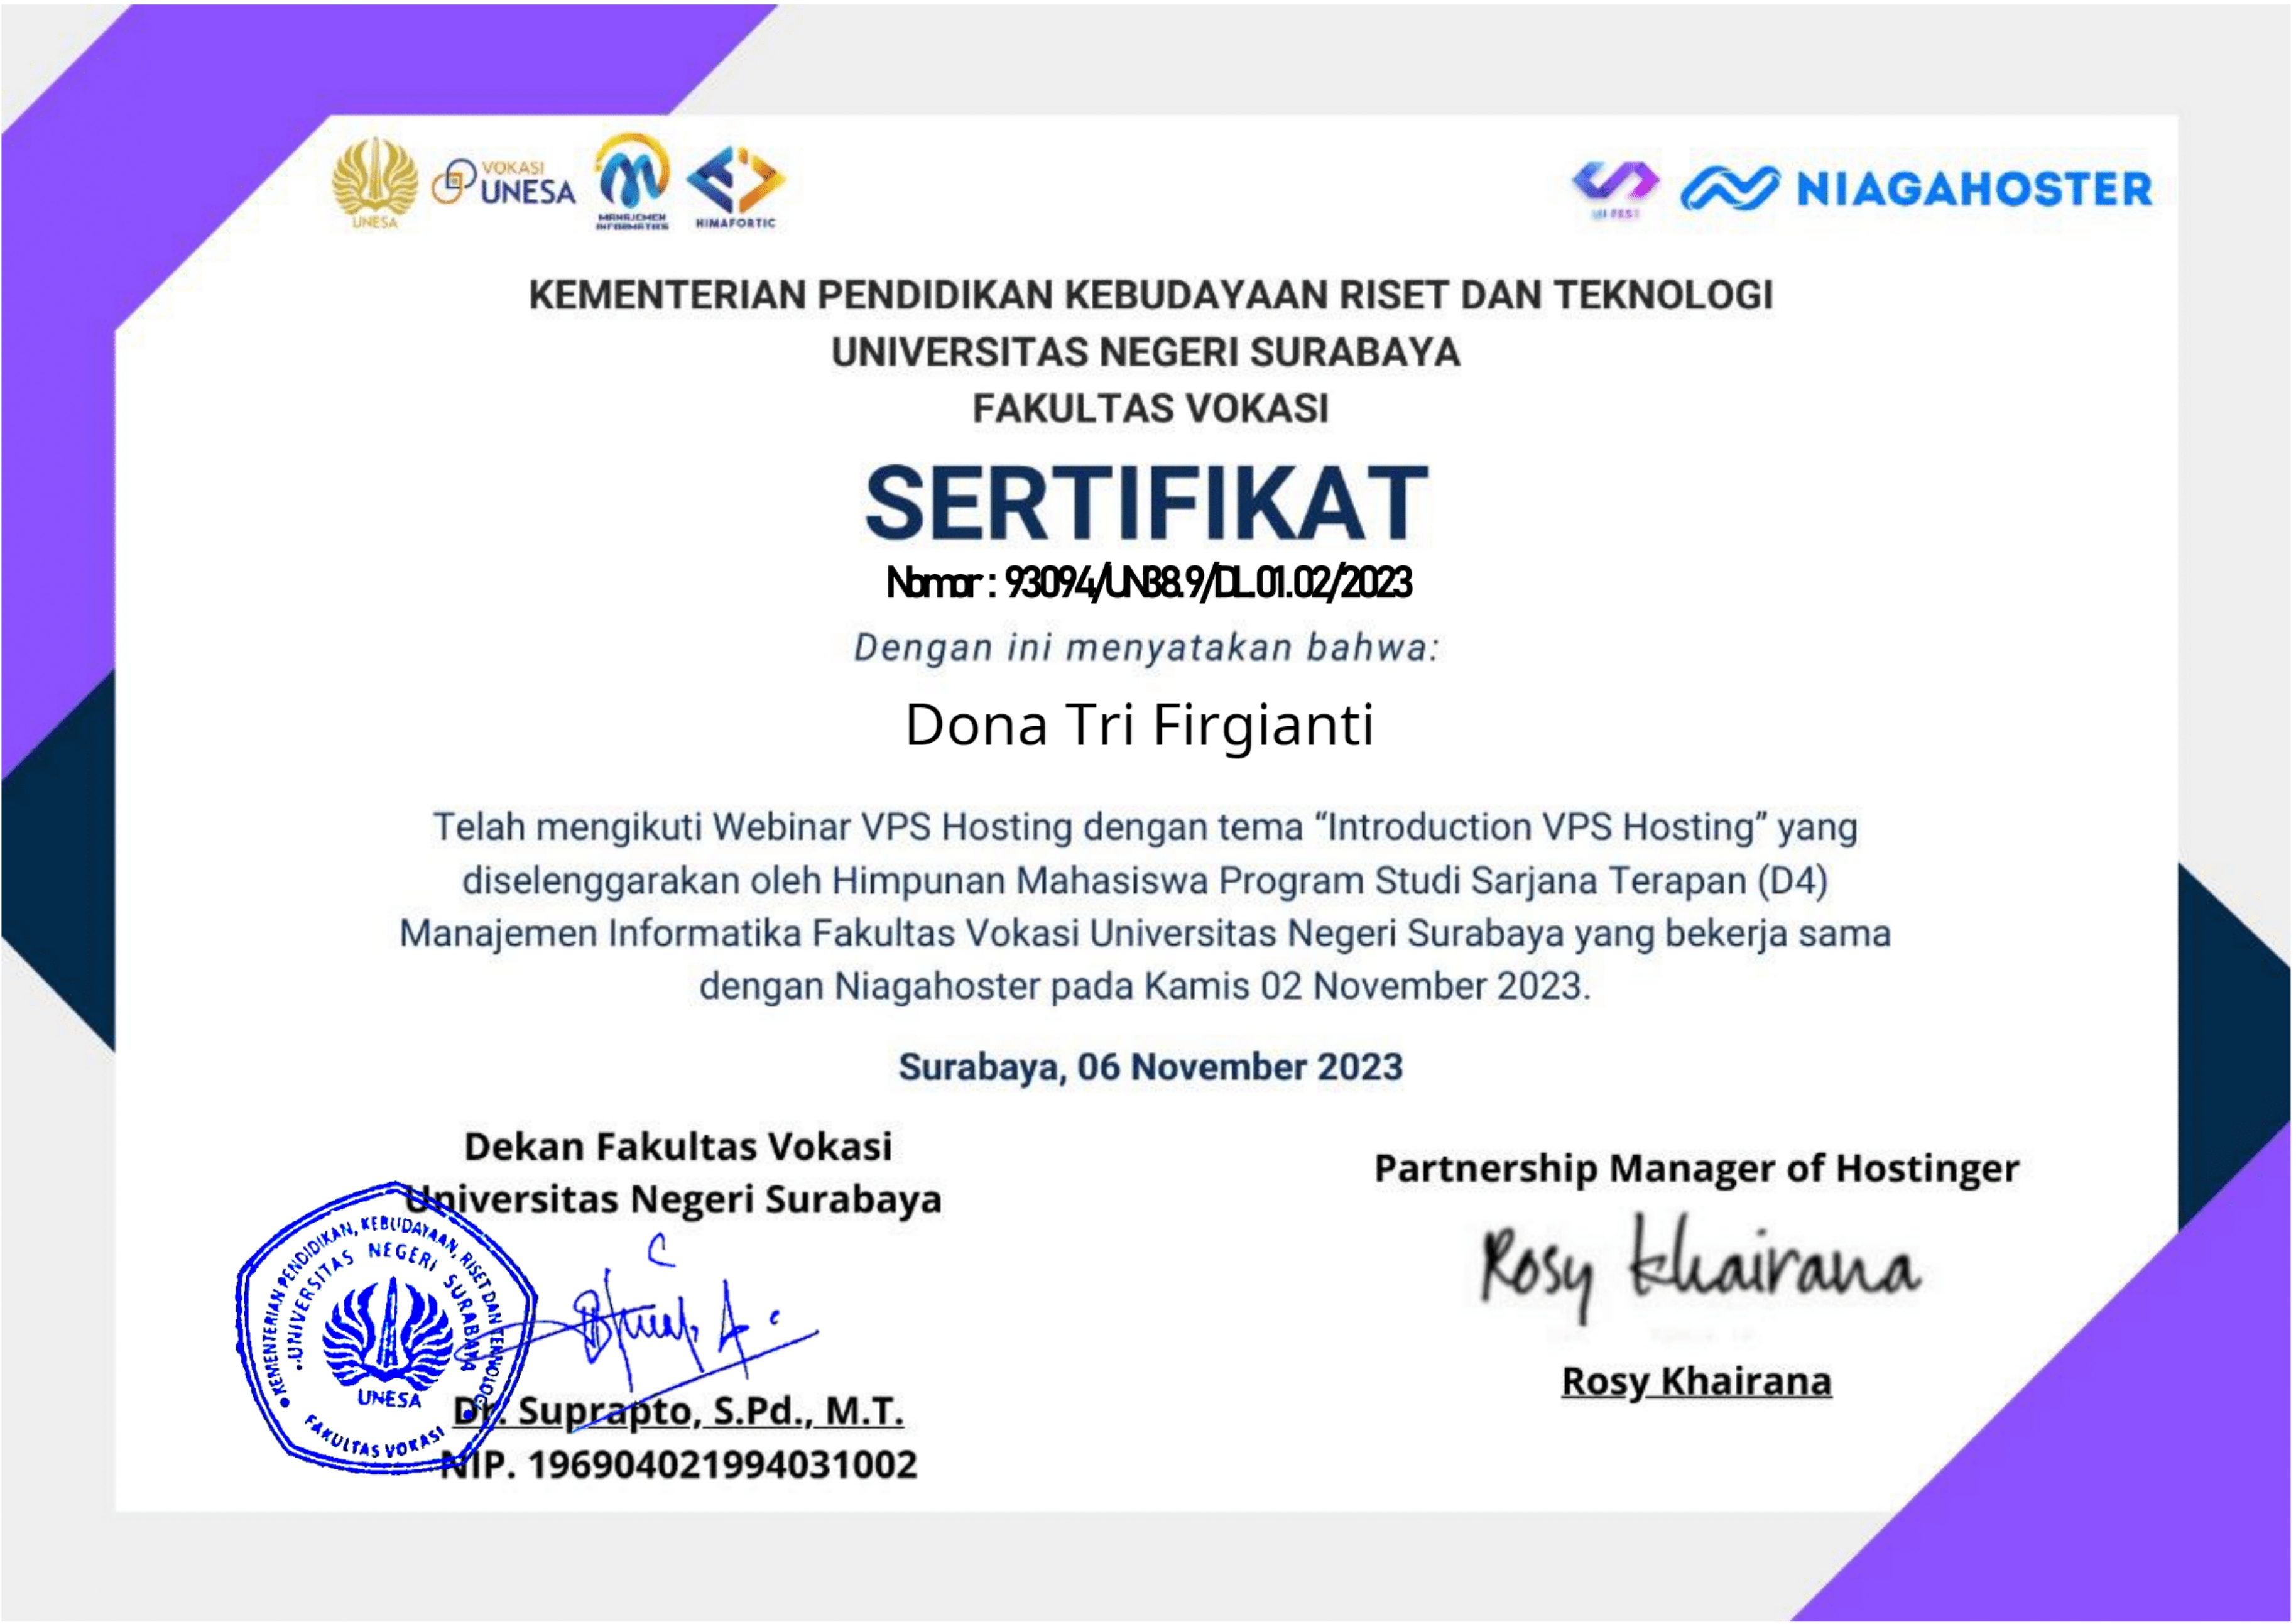 UNESA
VOKASI
UNESA
MANAJEMEN
INFORMATIKA
HIMAFORTIC
NIAGAHOSTER
KEMENTERIAN PENDIDIKAN KEBUDAYAAN RISET DAN TEKNOLOGI
UNIVERSITAS NEGERI SURABAYA
FAKULTAS VOKASI
SERTIFIKAT
Nomor : 93094/UN38.9/DL.01.02/2023
Dengan ini menyatakan bahwa:
Dona Tri Firgianti
Telah mengikuti Webinar VPS Hosting dengan tema “Introduction VPS Hosting” yang
diselenggarakan oleh Himpunan Mahasiswa Program Studi Sarjana Terapan (D4)
Manajemen Informatika Fakultas Vokasi Universitas Negeri Surabaya yang bekerja sama
dengan Niagahoster pada Kamis 02 November 2023.
Surabaya, 06 November 2023
Dekan Fakultas Vokasi
Universitas Negeri Surabaya
KEMENTERIAN PENDIDIKAN, KEBUDAYAAN, RISET DAN TEKNOLOGI
UNIVERSITAS NEGERI SURABAYA
UNESA
FAKULTAS VOKASI
Dr. Suprapto, S.Pd., M.T.
NIP. 196904021994031002
Partnership Manager of Hostinger
Rosy Khairana
Rosy Khairana